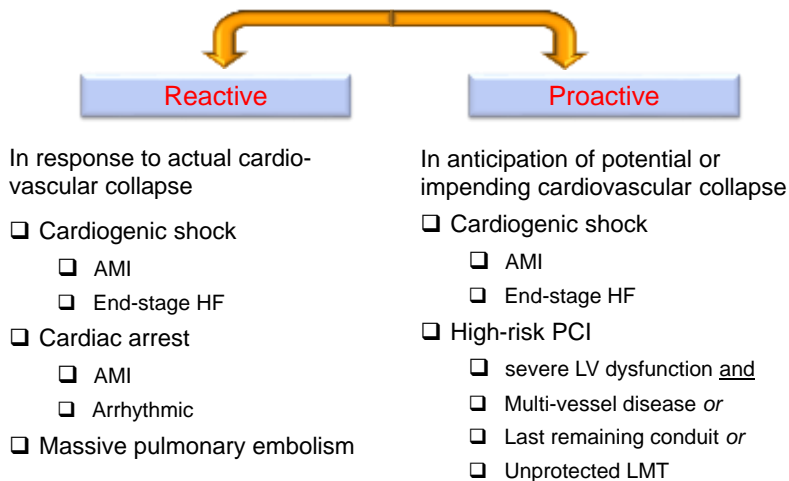 Reactive
In response to actual cardio-
vascular collapse
❑ Cardiogenic shock
❑ AMI
❑ End-stage HF
❑ Cardiac arrest
❑ AMI
❑ Arrhythmic
❑ Massive pulmonary embolism
Proactive
In anticipation of potential or
impending cardiovascular collapse
❑ Cardiogenic shock
❑ AMI
❑ End-stage HF
❑ High-risk PCI
❑ severe LV dysfunction and
❑ Multi-vessel disease or
❑ Last remaining conduit or
❑ Unprotected LMT